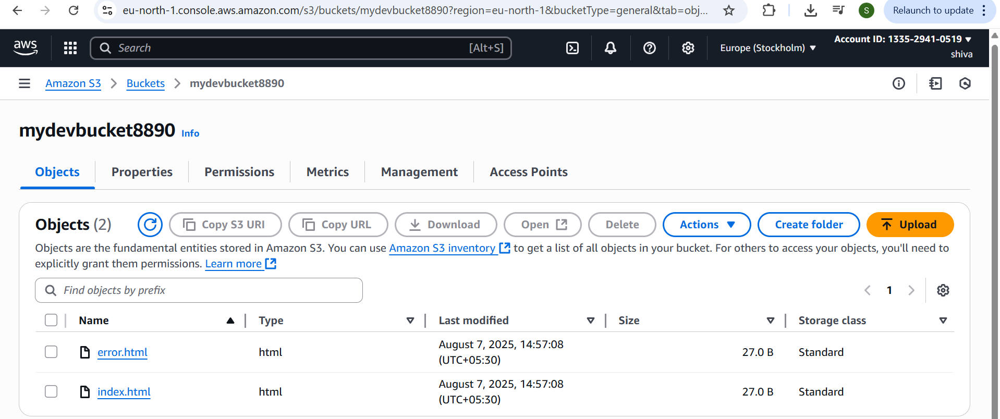 eu-north-1.console.aws.amazon.com/s3/buckets/mydevbucket8890?region=eu-north-1&bucketType=general&tab=obj...
S
Relaunch to update
aws
Search
[Alt+S]
Europe (Stockholm)
Account ID: 1335-2941-0519
shiva
Amazon S3 > Buckets > mydevbucket8890
mydevbucket8890 Info
Objects
Properties
Permissions
Metrics
Management
Access Points
Objects (2)
Copy S3 URI
Copy URL
Download
Open
Delete
Actions
Create folder
Upload
Objects are the fundamental entities stored in Amazon S3. You can use Amazon S3 inventory to get a list of all objects in your bucket. For others to access your objects, you'll need to
explicitly grant them permissions. Learn more
Find objects by prefix
1
Name Type Last modified Size Storage class
error.html html August 7, 2025, 14:57:08 27.0 B Standard
(UTC+05:30)
index.html html August 7, 2025, 14:57:08 27.0 B Standard
(UTC+05:30)